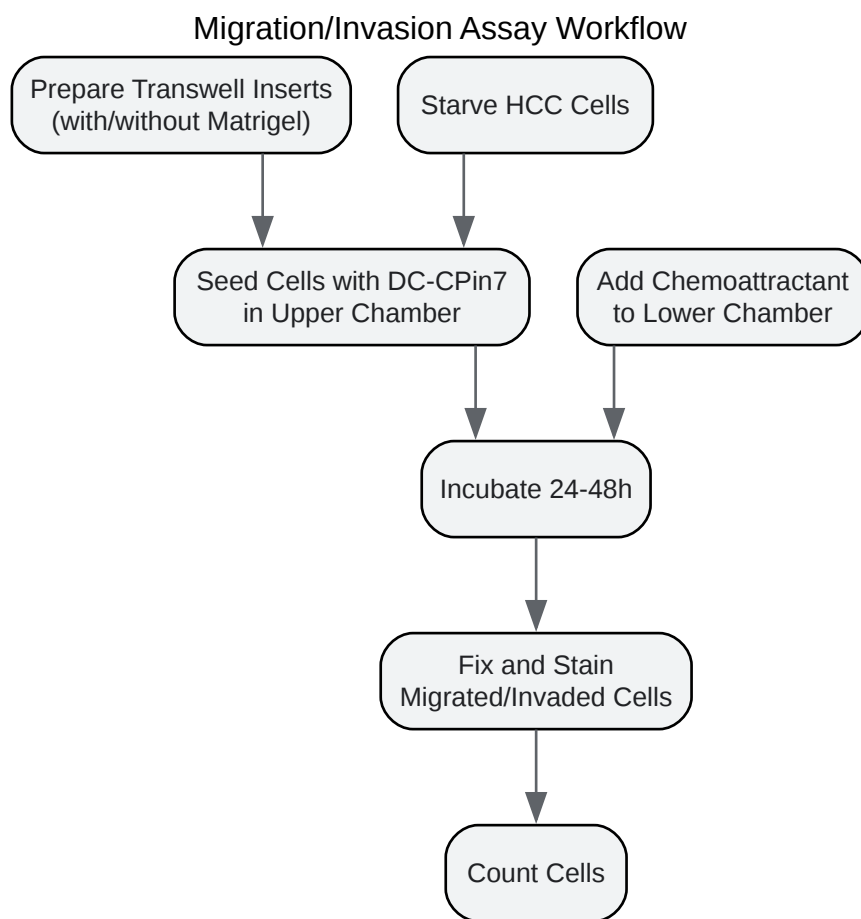 Migration/Invasion Assay Workflow
Prepare Transwell Inserts
(with/without Matrigel)
Starve HCC Cells
Seed Cells with DC-CPin7
in Upper Chamber
Add Chemoattractant
to Lower Chamber
Incubate 24-48h
Fix and Stain
Migrated/Invaded Cells
Count Cells